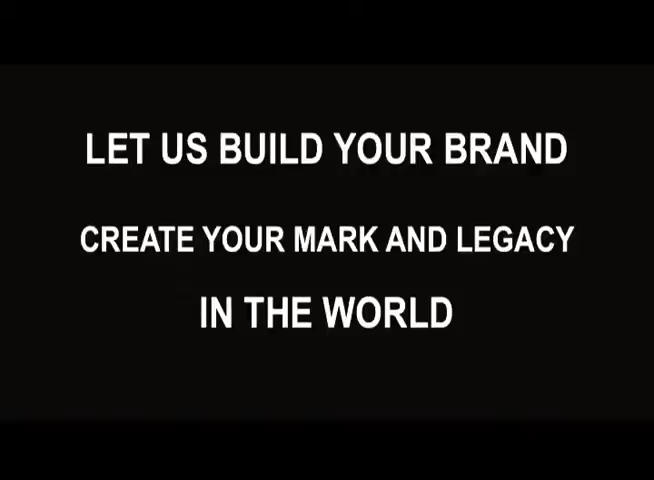 LET US BUILD YOUR BRAND
CREATE YOUR MARK AND LEGACY
IN THE WORLD